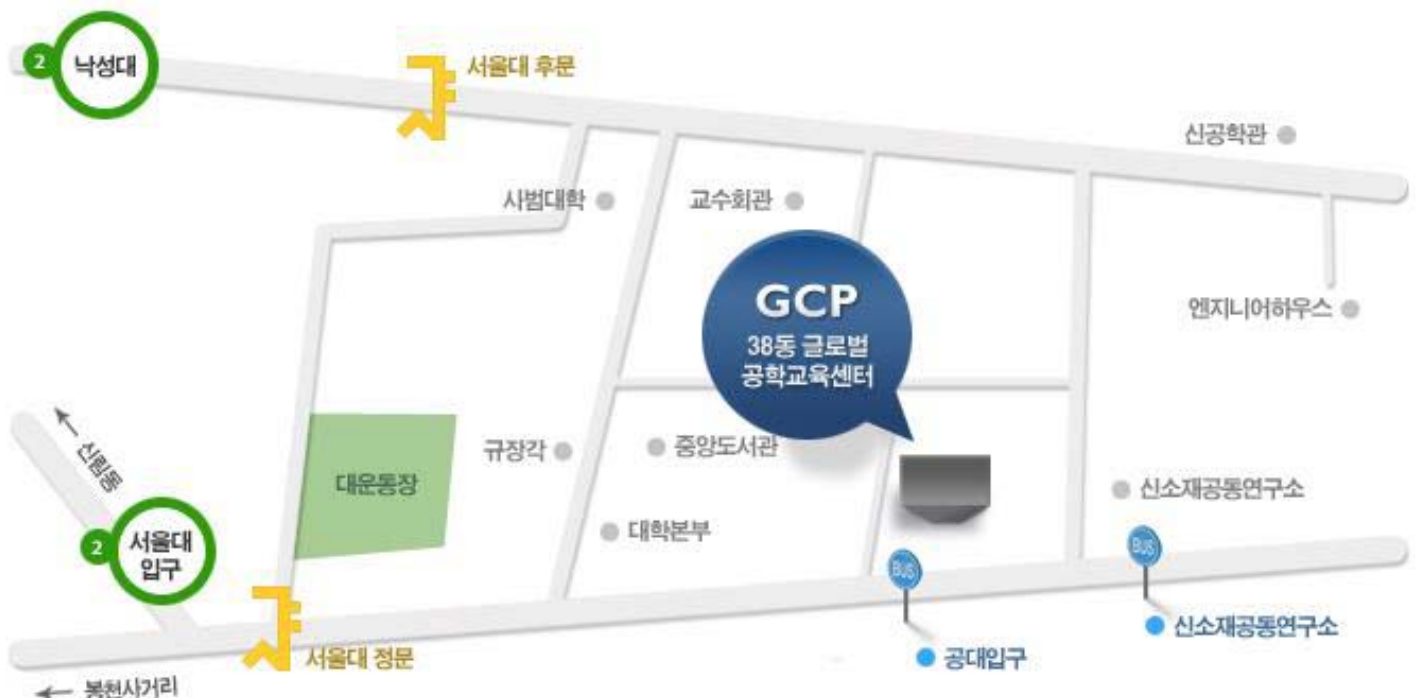 2
낙성대
서울대 후문
신공학관
사범대학
교수회관
GCP
38동 글로벌
공학교육센터
엔지니어하우스
← 신림동
대운동장
규장각
중앙도서관
신소재공동연구소
2
서울대
입구
대학본부
BUS
BUS
신소재공동연구소
서울대 정문
공대입구
← 봉천사거리